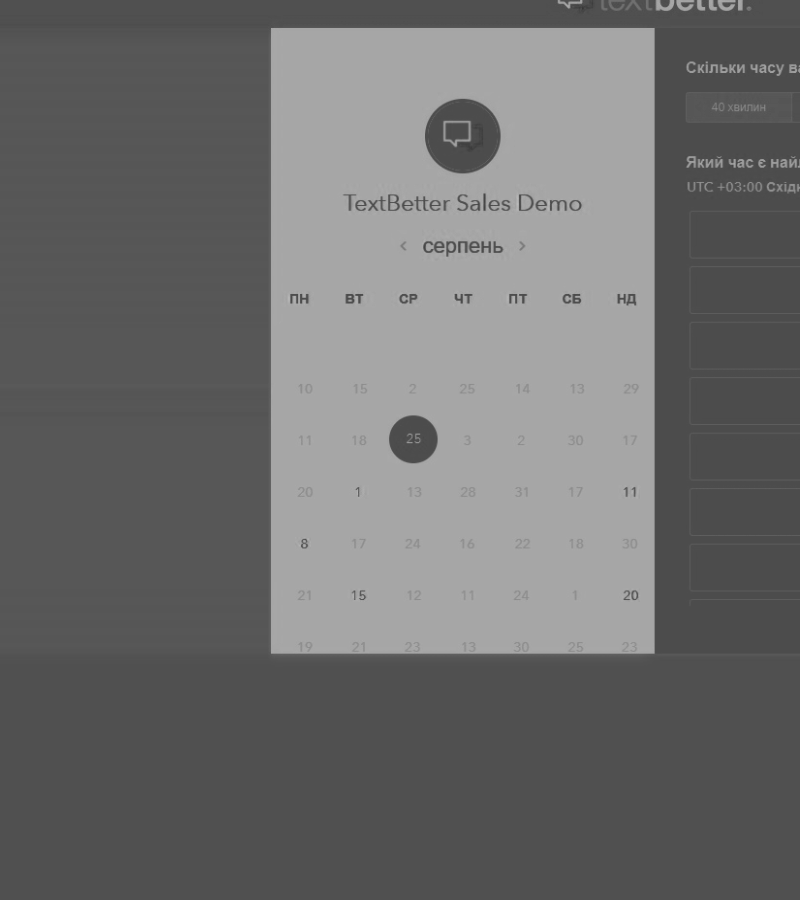 textbetter.
TextBetter Sales Demo
‹ серпень ›
ПН ВТ СР ЧТ ПТ СБ НД
10 15 2 25 14 13 29
11 18 25 3 2 30 17
20 1 13 28 31 17 11
8 17 24 16 22 18 30
21 15 12 11 24 1 20
19 21 23 13 30 25 23
Скільки часу
40 хвилин
Який час є
UTC +03:00